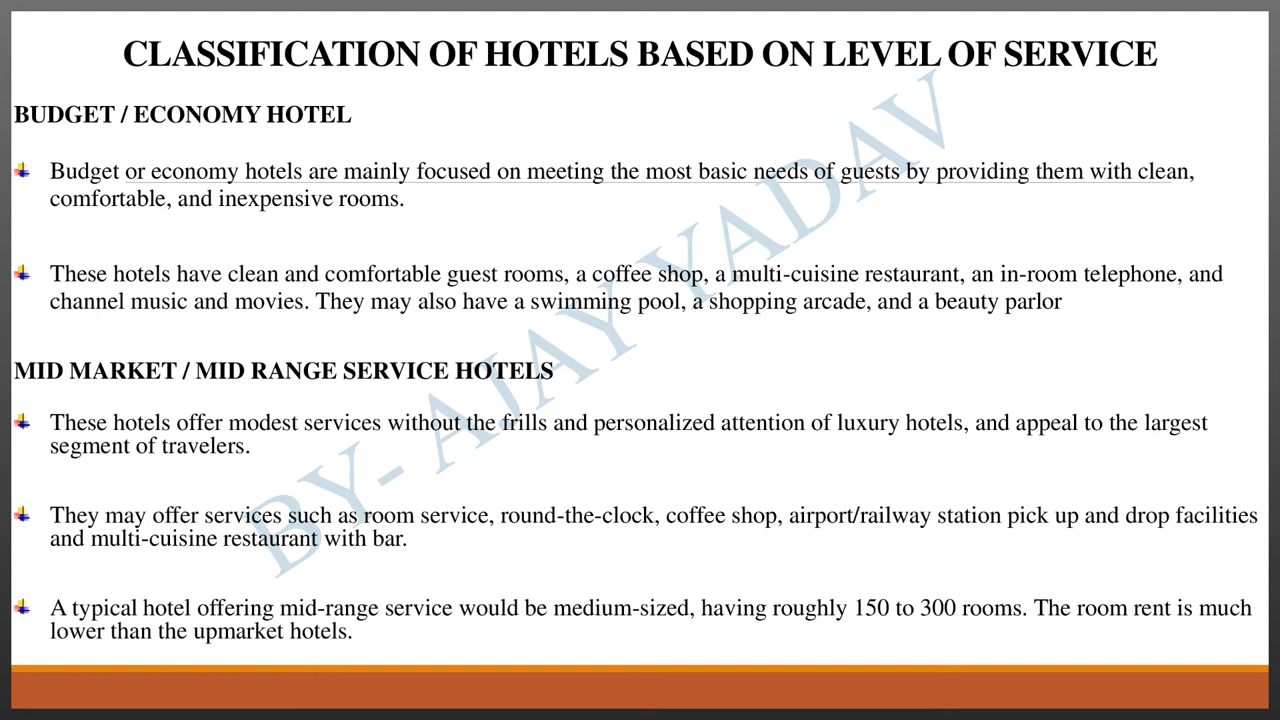 CLASSIFICATION OF HOTELS BASED ON LEVEL OF SERVICE
BUDGET / ECONOMY HOTEL
Budget or economy hotels are mainly focused on meeting the most basic needs of guests by providing them with clean,
comfortable, and inexpensive rooms.
These hotels have clean and comfortable guest rooms, a coffee shop, a multi-cuisine restaurant, an in-room telephone, and
channel music and movies. They may also have a swimming pool, a shopping arcade, and a beauty parlor
MID MARKET / MID RANGE SERVICE HOTELS
These hotels offer modest services without the frills and personalized attention of luxury hotels, and appeal to the largest
segment of travelers.
They may offer services such as room service, round-the-clock, coffee shop, airport/railway station pick up and drop facilities
and multi-cuisine restaurant with bar.
A typical hotel offering mid-range service would be medium-sized, having roughly 150 to 300 rooms. The room rent is much
lower than the upmarket hotels.
BY- AJAY YADAV